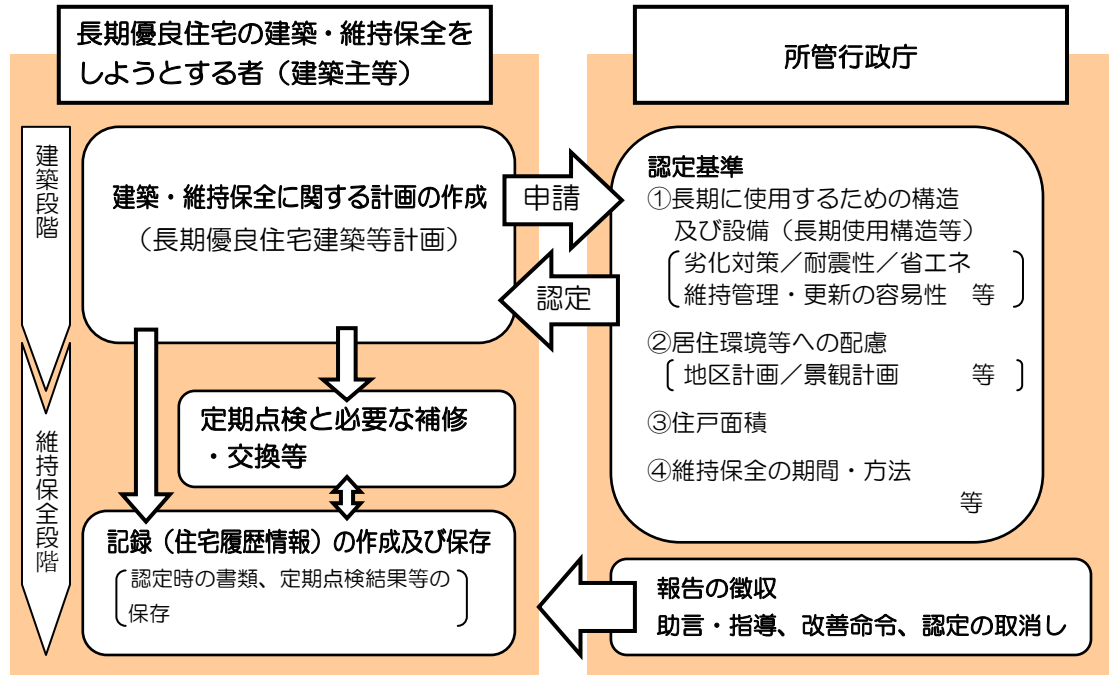 長期優良住宅の建築・維持保全を
しようとする者（建築主等）
所管行政庁
建築段階
建築・維持保全に関する計画の作成
（長期優良住宅建築等計画）
申請
認定
認定基準
①長期に使用するための構造
及び設備（長期使用構造等）
劣化対策／耐震性／省エネ
維持管理・更新の容易性　等
②居住環境等への配慮
地区計画／景観計画　　　等
③住戸面積
④維持保全の期間・方法
等
維持保全段階
定期点検と必要な補修
・交換等
記録（住宅履歴情報）の作成及び保存
認定時の書類、定期点検結果等の
保存
報告の徴収
助言・指導、改善命令、認定の取消し